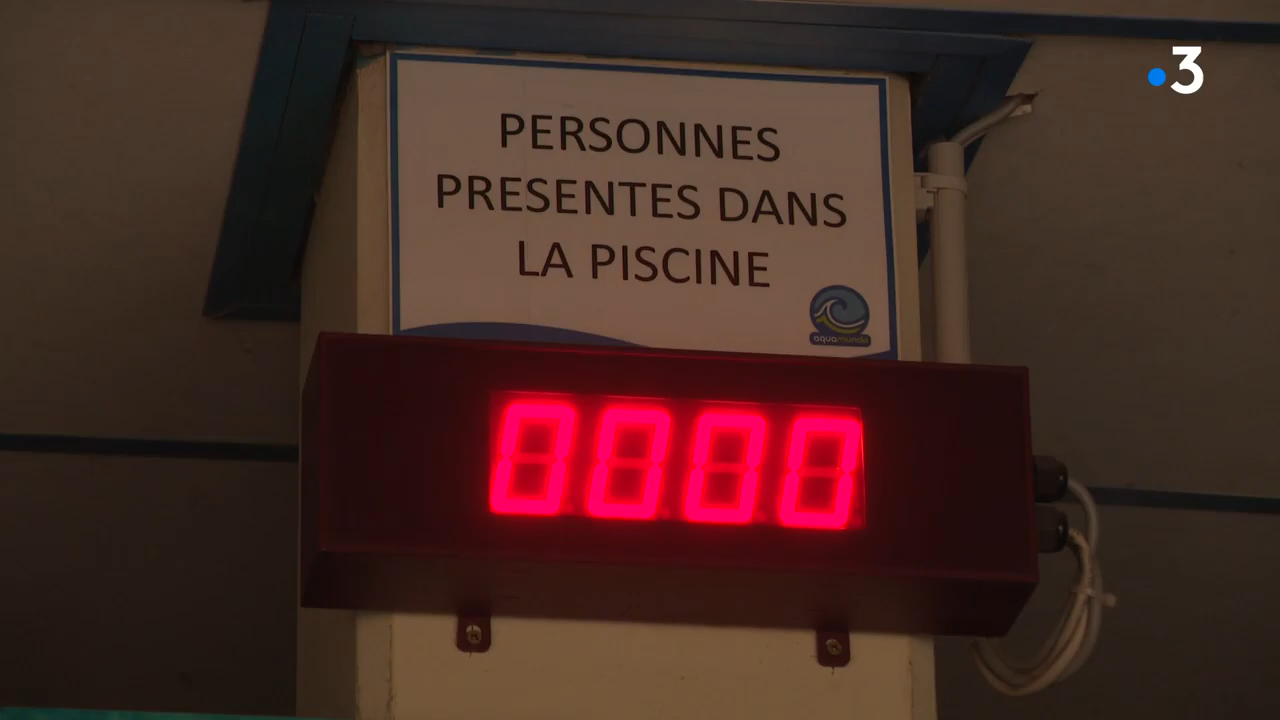 3
PERSONNES
PRESENTES DANS
LA PISCINE
aquamundo
0000